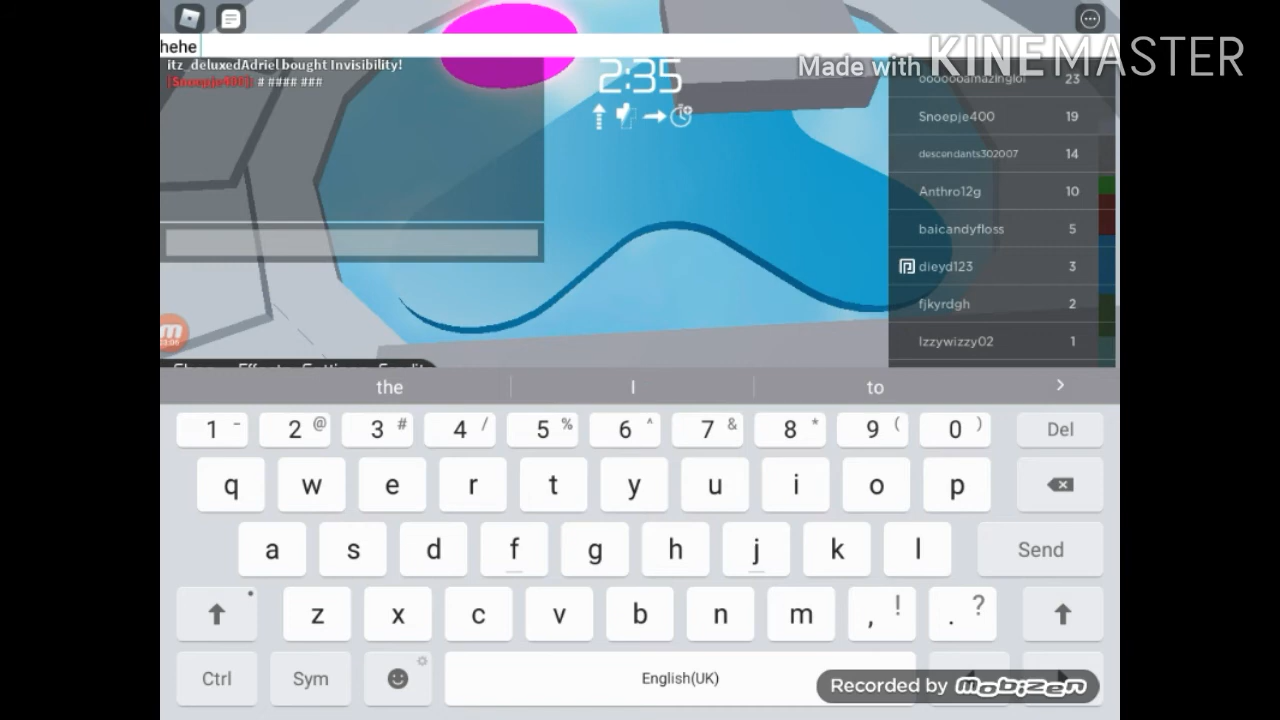 hehe
itz_deluxedAdriel bought Invisibility!
[Snoepje400]: # #### ###
2:35
Made with KINEMASTER
ooooooamazinglol 23
Snoepje400 19
descendants302007 14
Anthro12g 10
baicandyfloss 5
dieyd123 3
fjkyrdgh 2
Izzywizzy02 1
the I to
1 - 2 @ 3 # 4 / 5 % 6 ^ 7 & 8 * 9 ( 0 ) Del
q w e r t y u i o p
a s d f g h j k l Send
z x c v b n m , ! . ?
Ctrl Sym English(UK)
Recorded by mobizen